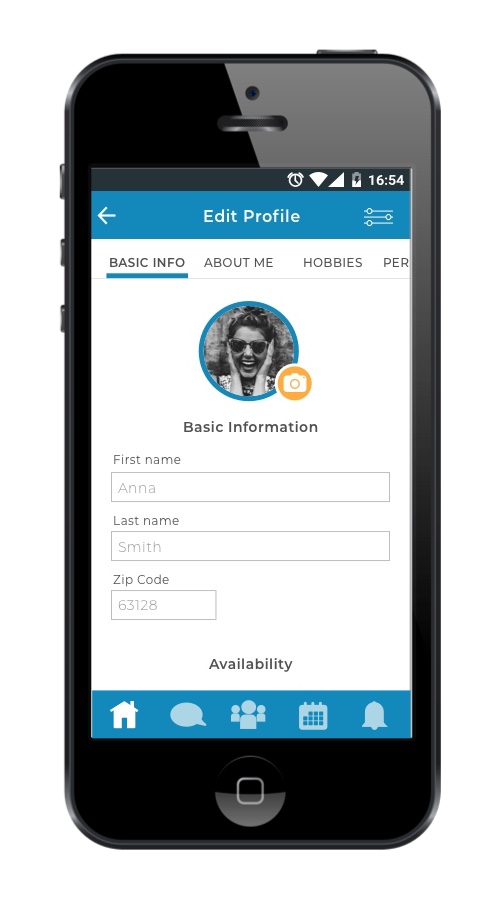 16:54
Edit Profile
BASIC INFO ABOUT ME HOBBIES PER
Basic Information
First name
Anna
Last name
Smith
Zip Code
63128
Availability